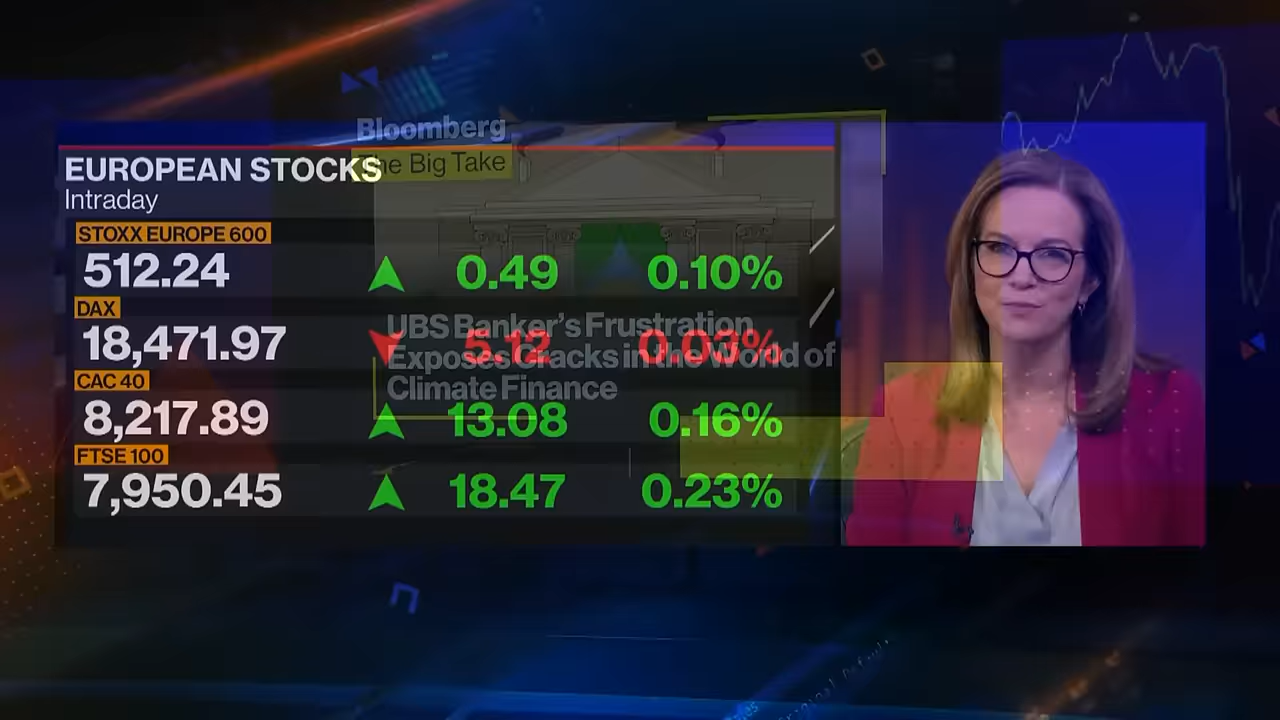 Bloomberg
The Big Take
EUROPEAN STOCKS
Intraday
STOXX EUROPE 600
512.24 0.49 0.10%
DAX
18,471.97 5.12 0.03%
CAC 40
8,217.89 13.08 0.16%
FTSE 100
7,950.45 18.47 0.23%
UBS Banker's Frustration
Exposes Cracks in the World of
Climate Finance